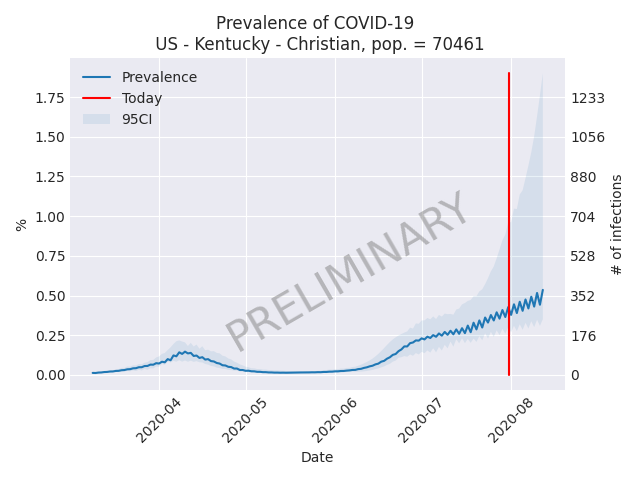 Prevalence of COVID-19
US - Kentucky - Christian, pop. = 70461
Prevalence
Today
95CI
1.75
1.50
1.25
1.00
0.75
0.50
0.25
0.00
%
1233
1056
880
704
528
352
176
0
# of infections
PRELIMINARY
2020-04
2020-05
2020-06
2020-07
2020-08
Date